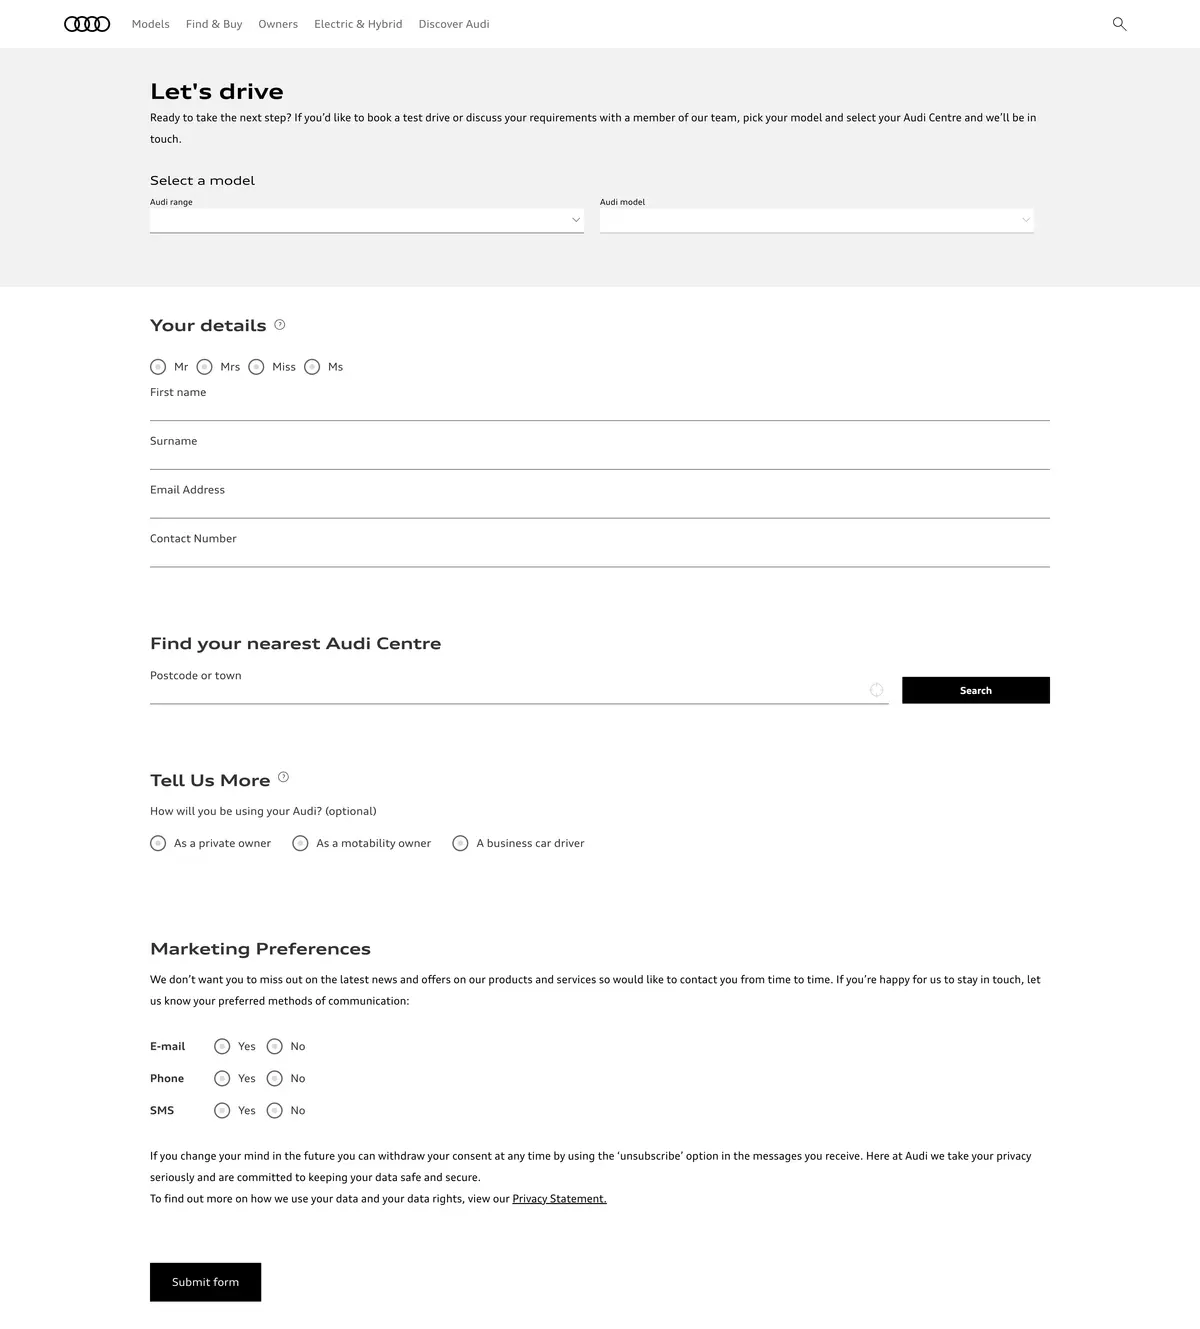 Models Find & Buy Owners Electric & Hybrid Discover Audi
Let's drive
Ready to take the next step? If you’d like to book a test drive or discuss your requirements with a member of our team, pick your model and select your Audi Centre and we’ll be in
touch.
Select a model
Audi range Audi model
Your details ?
Mr Mrs Miss Ms
First name
Surname
Email Address
Contact Number
Find your nearest Audi Centre
Postcode or town
Search
Tell Us More ?
How will you be using your Audi? (optional)
As a private owner As a motability owner A business car driver
Marketing Preferences
We don’t want you to miss out on the latest news and offers on our products and services so would like to contact you from time to time. If you’re happy for us to stay in touch, let
us know your preferred methods of communication:
E-mail Yes No
Phone Yes No
SMS Yes No
If you change your mind in the future you can withdraw your consent at any time by using the ‘unsubscribe’ option in the messages you receive. Here at Audi we take your privacy
seriously and are committed to keeping your data safe and secure.
To find out more on how we use your data and your data rights, view our Privacy Statement.
Submit form